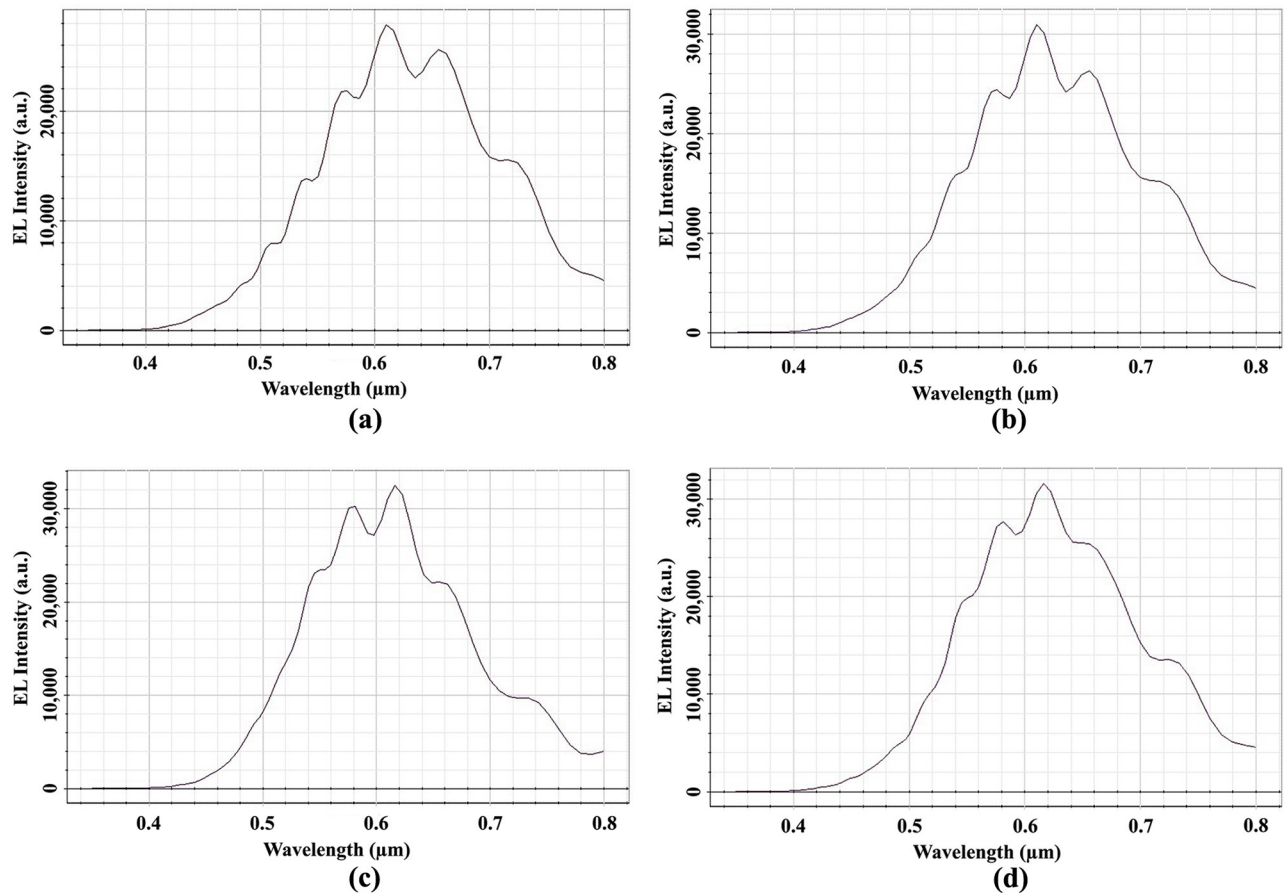 EL Intensity (a.u.)
20,000
10,000
0
0.4 0.5 0.6 0.7 0.8
Wavelength (μm)
(a)
EL Intensity (a.u.)
30,000
20,000
10,000
0
0.4 0.5 0.6 0.7 0.8
Wavelength (μm)
(b)
EL Intensity (a.u.)
30,000
20,000
10,000
0
0.4 0.5 0.6 0.7 0.8
Wavelength (μm)
(c)
EL Intensity (a.u.)
30,000
20,000
10,000
0
0.4 0.5 0.6 0.7 0.8
Wavelength (μm)
(d)